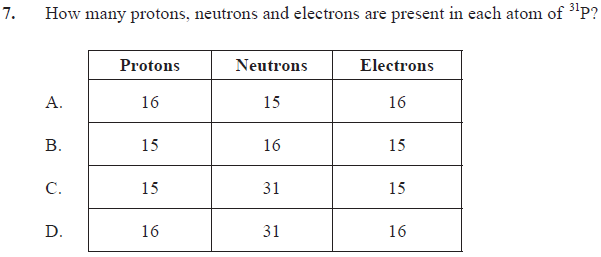 7. How many protons, neutrons and electrons are present in each atom of ³¹P?
Protons Neutrons Electrons
A. 16 15 16
B. 15 16 15
C. 15 31 15
D. 16 31 16